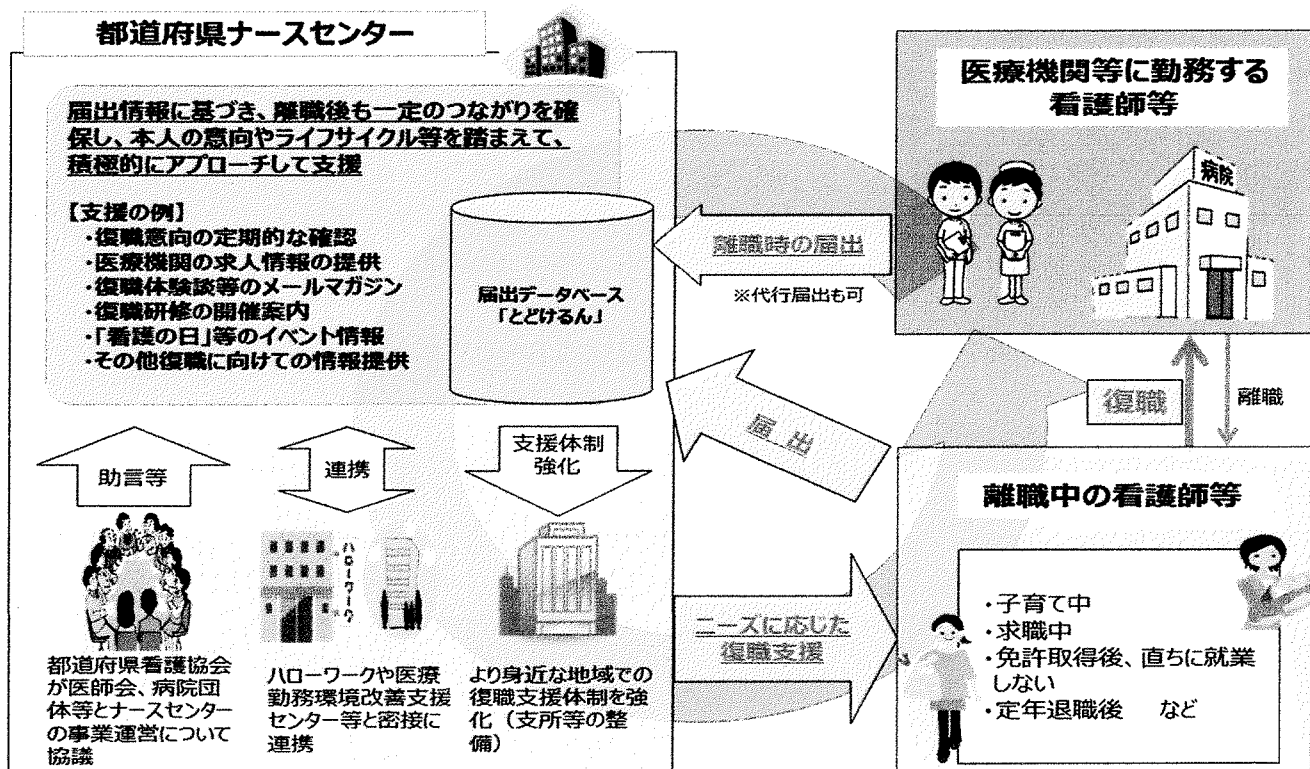 都道府県ナースセンター
届出情報に基づき、離職後も一定のつながりを確
保し、本人の意向やライフサイクル等を踏まえて、
積極的にアプローチして支援
【支援の例】
・復職意向の定期的な確認
・医療機関の求人情報の提供
・復職体験談等のメールマガジン
・復職研修の開催案内
・「看護の日」等のイベント情報
・その他復職に向けての情報提供
届出データベース
「とどけるん」
助言等
連携
支援体制
強化
ハローワーク
都道府県看護協会
が医師会、病院団
体等とナースセンター
の事業運営について
協議
ハローワークや医療
勤務環境改善支援
センター等と密接に
連携
より身近な地域での
復職支援体制を強
化（支所等の整
備）
離職時の届出
※代行届出も可
届 出
ニーズに応じた
復職支援
医療機関等に勤務する
看護師等
病院
復職
離職
離職中の看護師等
・子育て中
・求職中
・免許取得後、直ちに就業
しない
・定年退職後 など